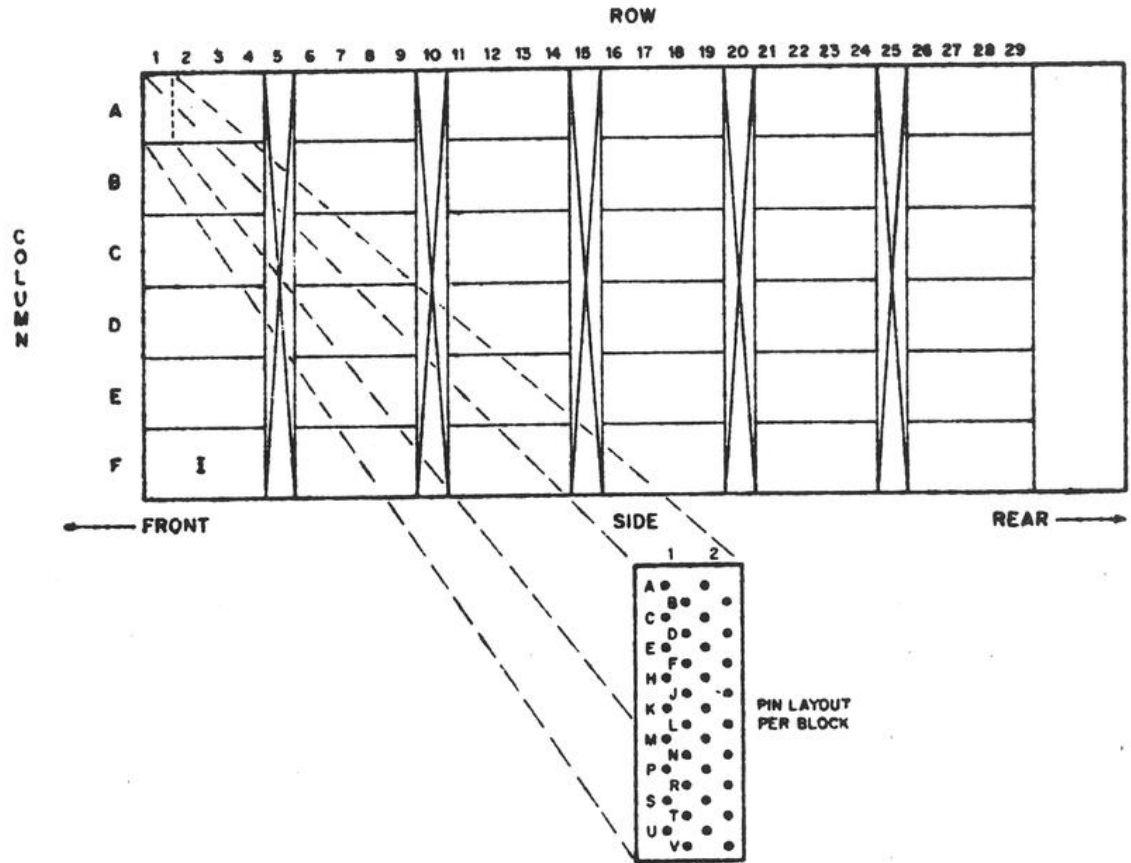 ROW
1 2 3 4 5 6 7 8 9 10 11 12 13 14 15 16 17 18 19 20 21 22 23 24 25 26 27 28 29
COLUMN
A
B
C
D
E
F I
FRONT SIDE REAR
1 2
A
B
C
D
E
F
H
J
K
L
M
N
P
R
S
T
U
V
PIN LAYOUT
PER BLOCK